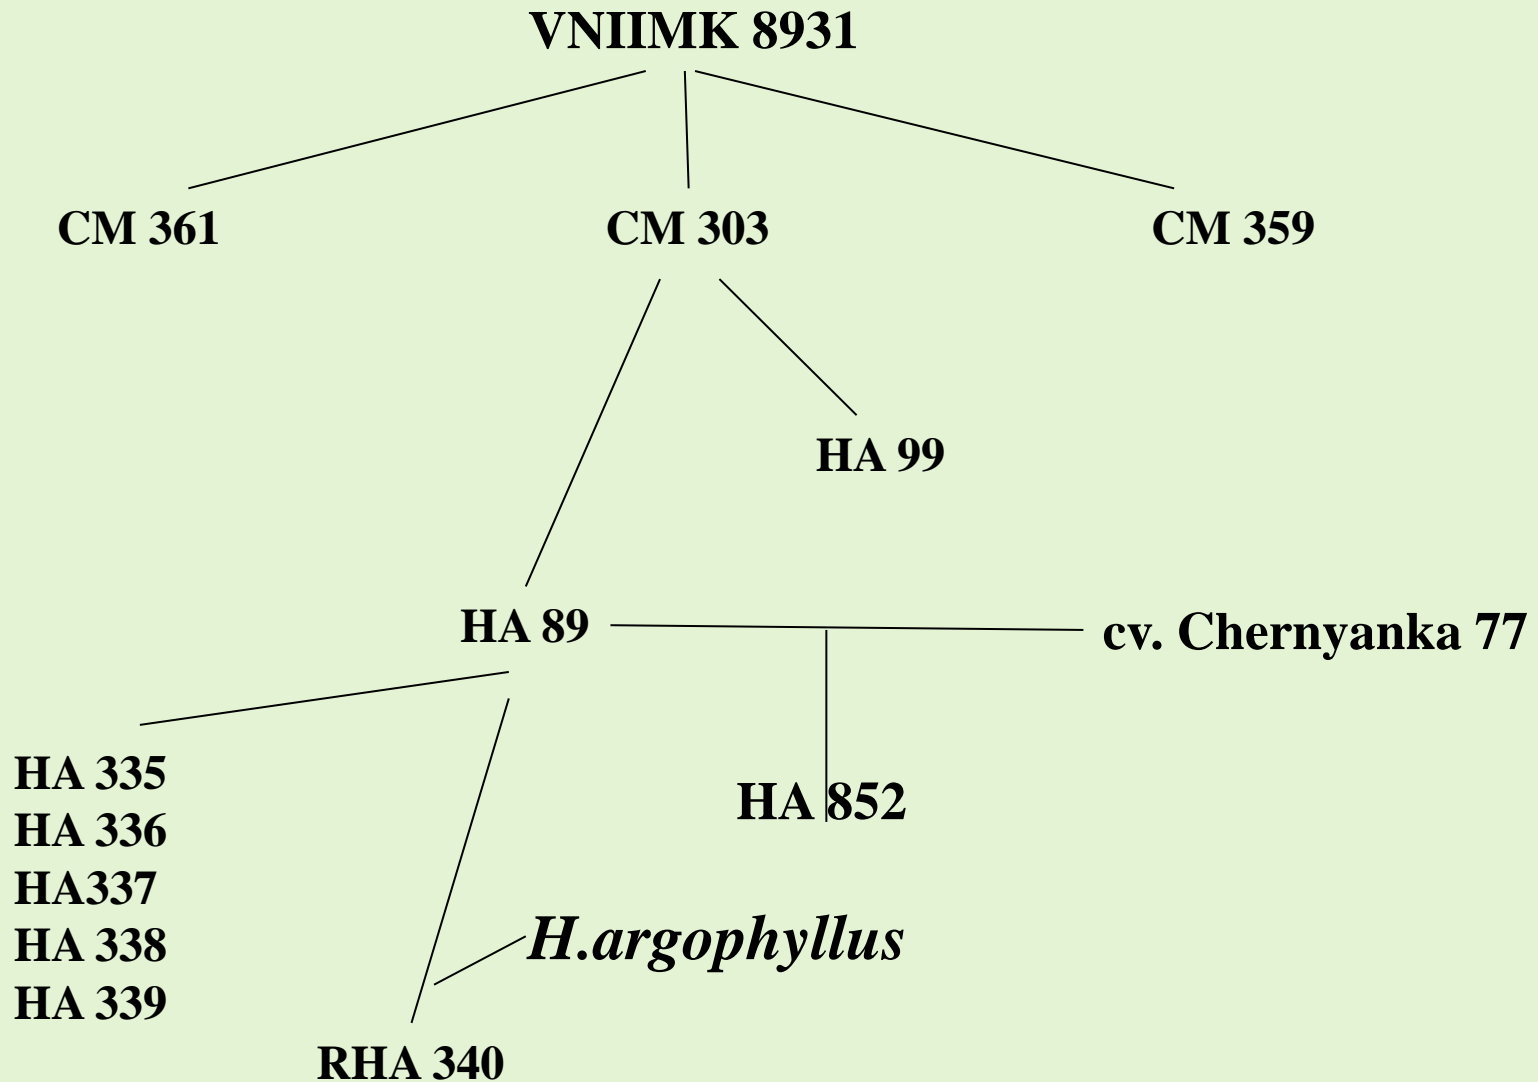 VNIIMK 8931
CM 361
CM 303
CM 359
HA 99
HA 89
cv. Chernyanka 77
HA 335
HA 336
HA337
HA 338
HA 339
HA 852
H.argophyllus
RHA 340